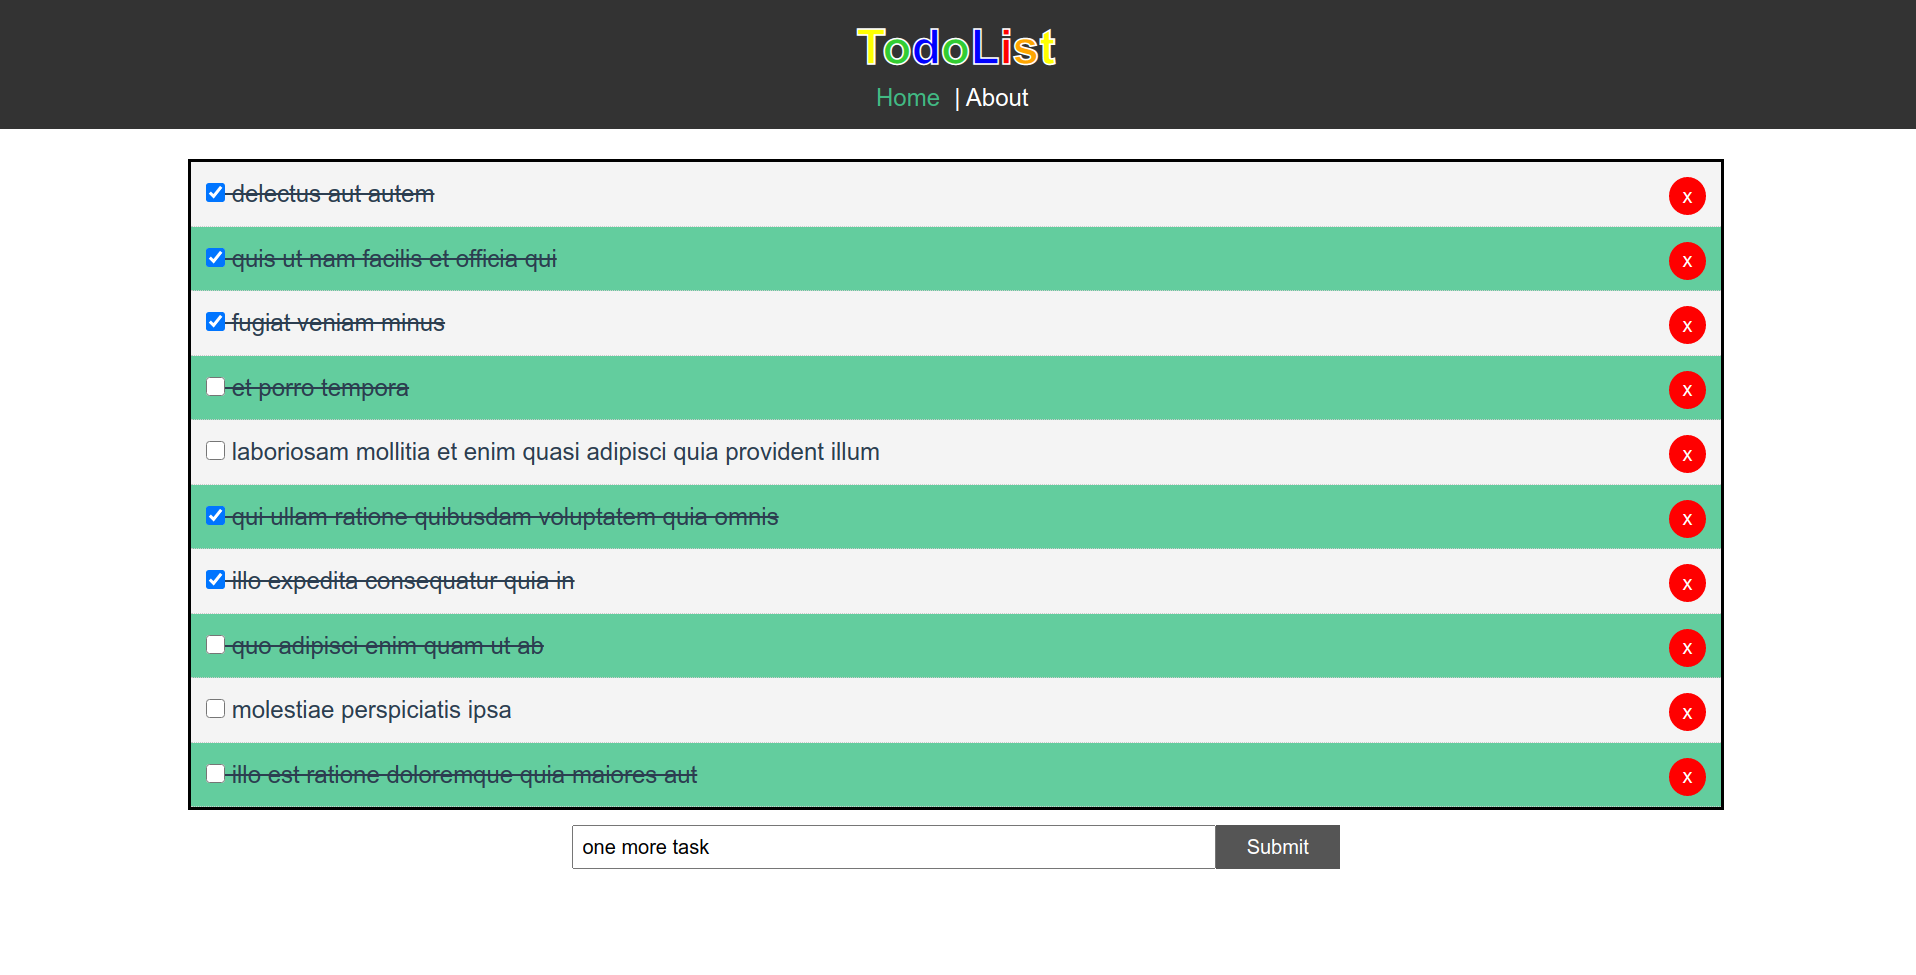 TodoList
Home | About
delectus aut autem x
quis ut nam facilis et officia qui x
fugiat veniam minus x
et porro tempora x
laboriosam mollitia et enim quasi adipisci quia provident illum x
qui ullam ratione quibusdam voluptatem quia omnis x
illo expedita consequatur quia in x
quo adipisci enim quam ut ab x
molestiae perspiciatis ipsa x
illo est ratione doloremque quia maiores aut x
one more task Submit